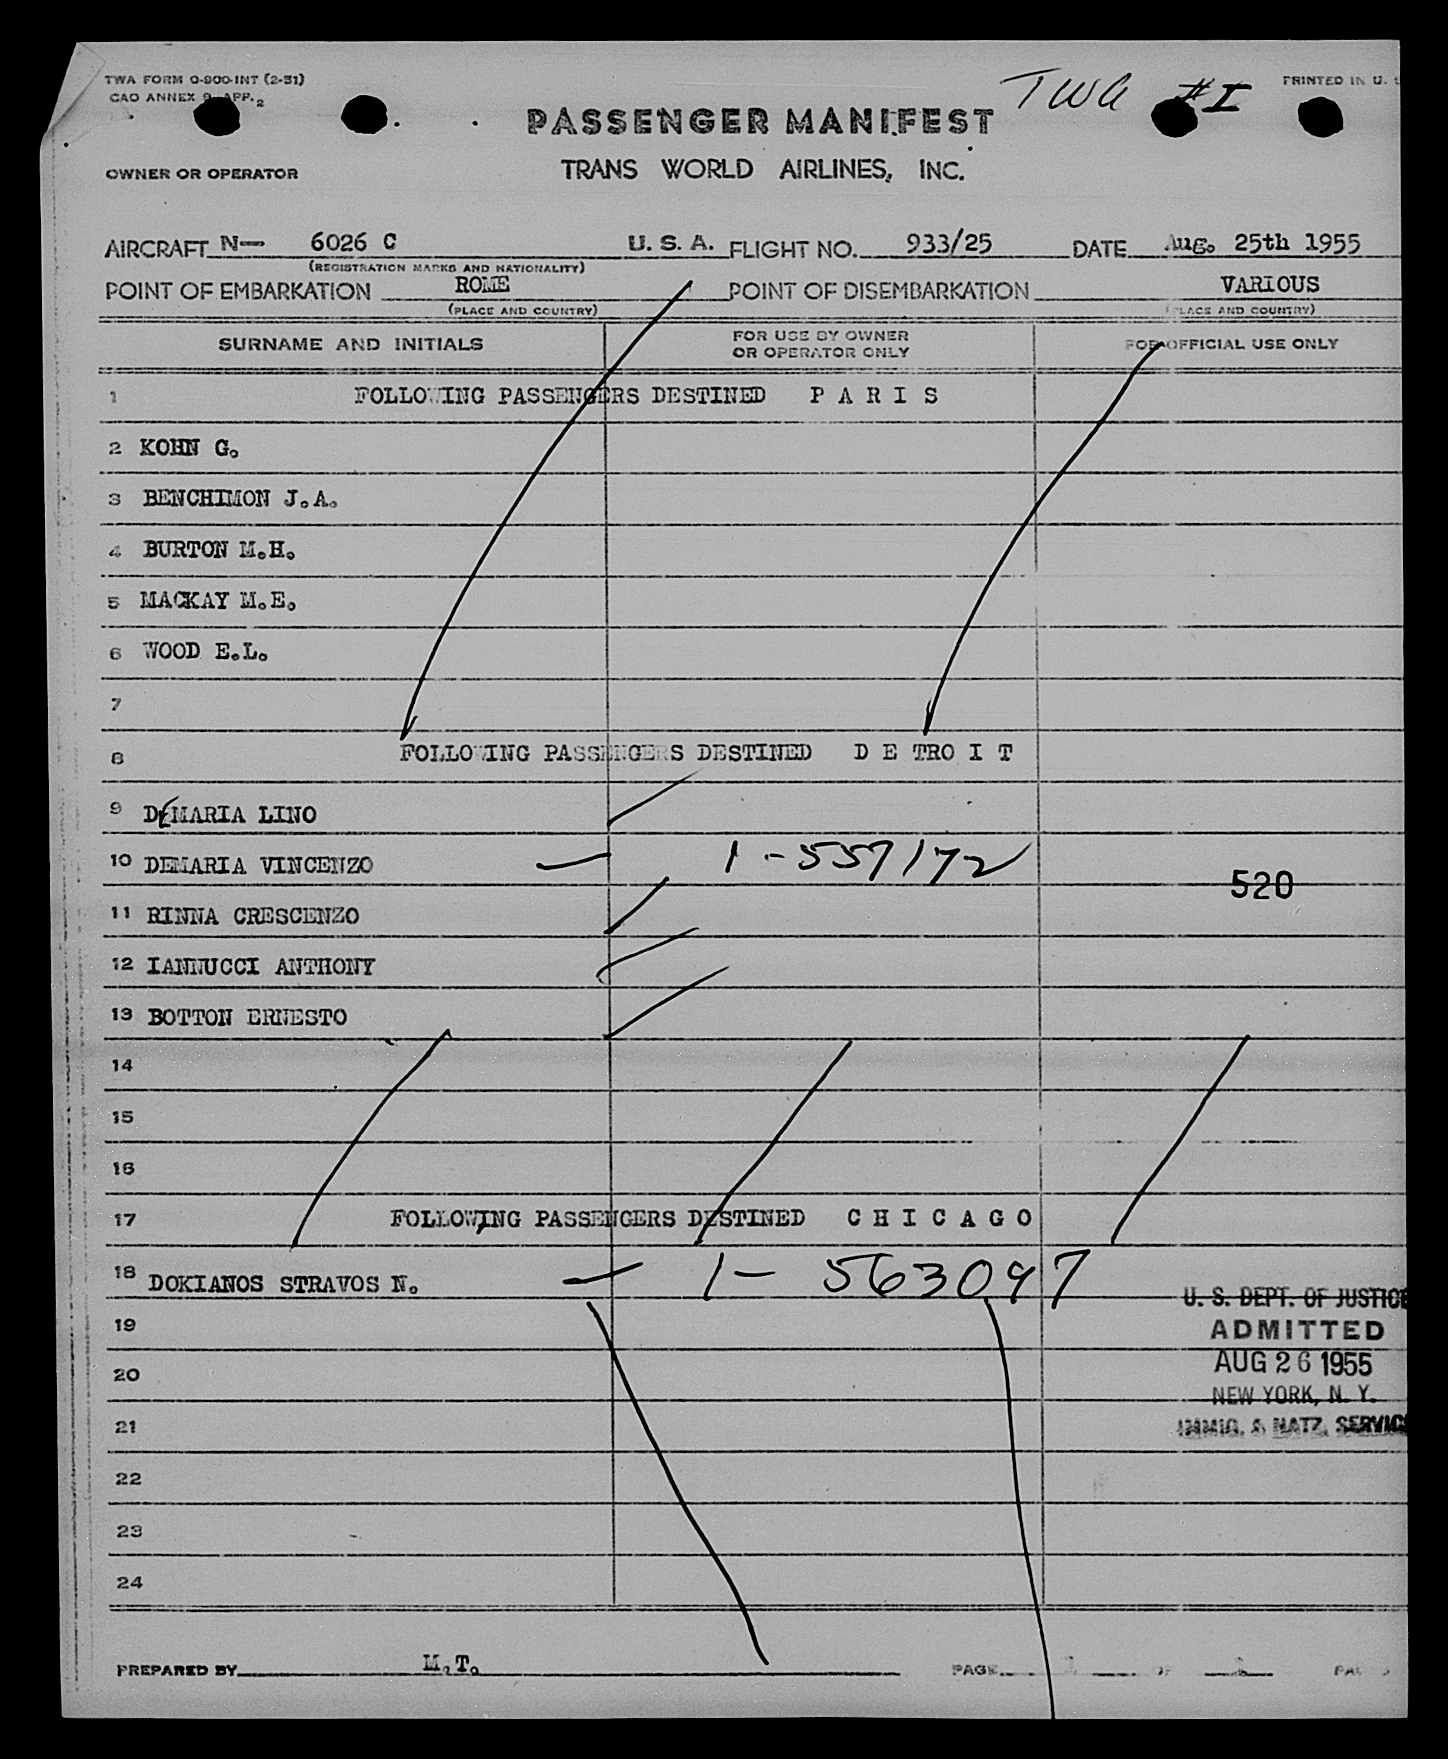 TWA FORM O-800-INT (2-51)
CAO ANNEX 9, APP. 2
TWA #I
PRINTED IN U.
PASSENGER MANIFEST
OWNER OR OPERATOR
TRANS WORLD AIRLINES, INC.
AIRCRAFT N— 6026 C U. S. A. FLIGHT NO. 933/25 DATE Aug. 25th 1955
(REGISTRATION MARKS AND NATIONALITY)
POINT OF EMBARKATION ROME POINT OF DISEMBARKATION VARIOUS
(PLACE AND COUNTRY) (PLACE AND COUNTRY)
SURNAME AND INITIALS FOR USE BY OWNER OR OPERATOR ONLY FOR OFFICIAL USE ONLY
1 FOLLOWING PASSENGERS DESTINED P A R I S
2 KOHN G.
3 BENCHIMON J.A.
4 BURTON M.H.
5 MACKAY M.E.
6 WOOD E.L.
7
8 FOLLOWING PASSENGERS DESTINED D E TRO I T
9 DEMARIA LINO
10 DEMARIA VINCENZO — 1-557172
520
11 RINNA CRESCENZO
12 IANNUCCI ANTHONY
13 BOTTON ERNESTO
14
15
16
17 FOLLOWING PASSENGERS DESTINED C H I C A G O
18 DOKIANOS STRAVOS N. — 1- 563097
U. S. DEPT. OF JUSTICE
19
ADMITTED
20
AUG 26 1955
NEW YORK, N. Y.
21
IMMIG. & NATZ. SERVIC
22
23
24
PREPARED BY M.T. PAGE 1 OF